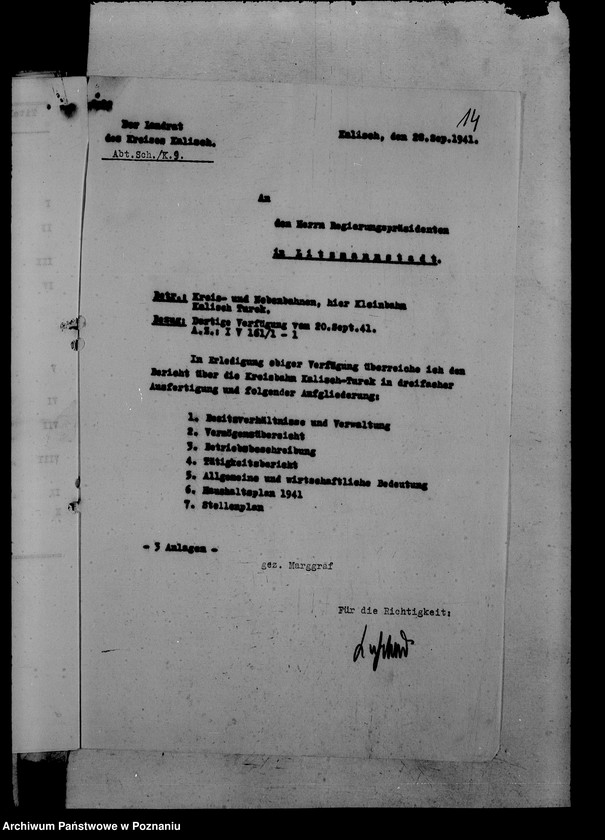 14
Der Landrat
des Kreises Kalisch.
Abt.Sch./K.9.
Kalisch, den 28.Sep.1941.
An
den Herrn Regierungspräsidenten
in Litzmannstadt.
Betr.: Kreis- und Nebenbahnen, hier Kleinbahn
Kalisch Turek.
Bezug: Dortige Verfügung vom 20.Sept.41.
A.Z.: I V 161/1 - 1
In Erledigung obiger Verfügung überreiche ich den
Bericht über die Kreisbahn Kalisch-Turek in dreifacher
Ausfertigung und folgender Aufgliederung:
1. Besitzverhältnisse und Verwaltung
2. Vermögensübersicht
3. Betriebsbeschreibung
4. Tätigkeitsbericht
5. Allgemeine und wirtschaftliche Bedeutung
6. Haushaltsplan 1941
7. Stellenplan
- 3 Anlagen -
gez. Marggraf
Für die Richtigkeit:
Archiwum Państwowe w Poznaniu